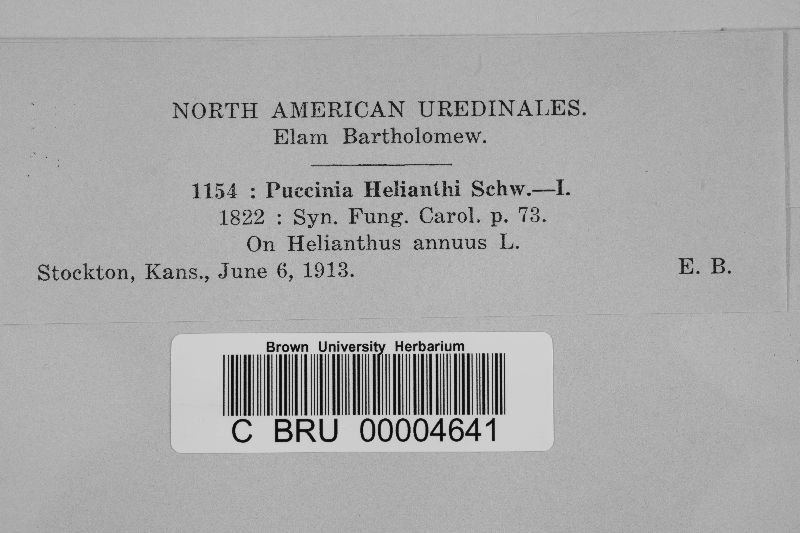 NORTH AMERICAN UREDINALES.
Elam Bartholomew.
1154 : Puccinia Helianthi Schw.—I.
1822 : Syn. Fung. Carol. p. 73.
On Helianthus annuus L.
Stockton, Kans., June 6, 1913. E. B.
Brown University Herbarium
C BRU 00004641